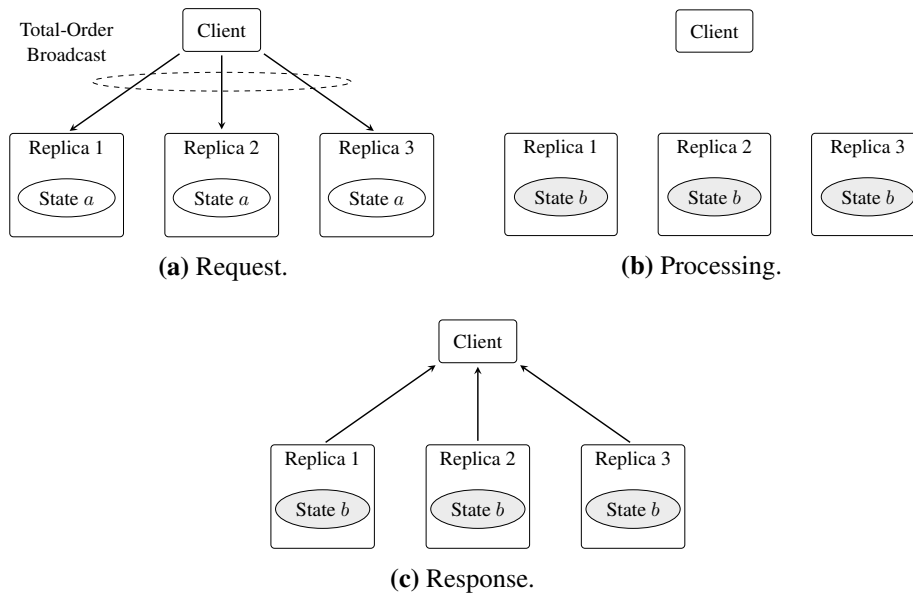 Total-Order
Broadcast
Client
Replica 1
Replica 2
Replica 3
State a
State a
State a
(a) Request.
Client
Replica 1
Replica 2
Replica 3
State b
State b
State b
(b) Processing.
Client
Replica 1
Replica 2
Replica 3
State b
State b
State b
(c) Response.